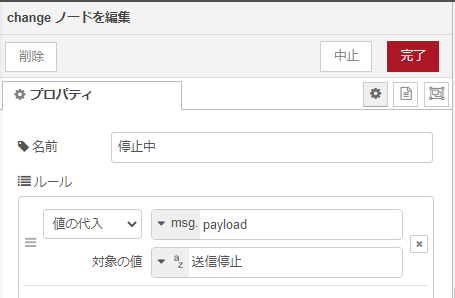 change ノードを編集
削除
中止
完了
プロパティ
名前
停止中
ルール
値の代入
msg. payload
対象の値
az 送信停止